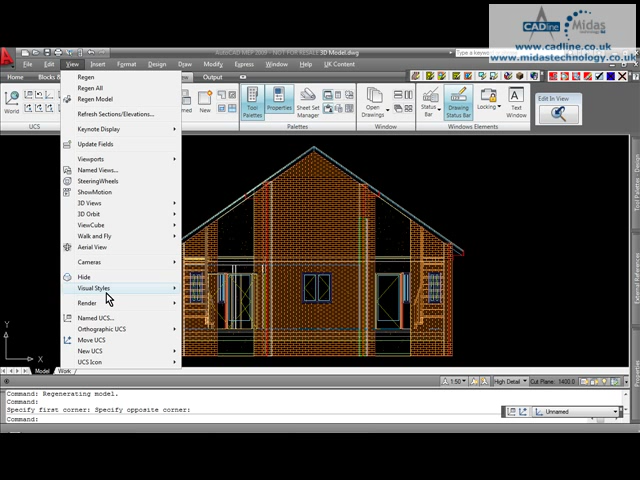 CADline
Midas
technology
www.cadline.co.uk
www.midastechnology.co.uk
AutoCAD MEP 2009 - NOT FOR RESALE 3D Model.dwg
Type a keyword
File Edit View Insert Format Design Draw Modify Express Window Help UK Content
Home Blocks & View Output
World
UCS
New
Tool Palettes
Properties
Sheet Set Manager
Palettes
Open Drawings
Window
Status Bar
Drawing Status Bar
Locking
Text Window
Windows Elements
Edit In View
Regen
Regen All
Regen Model
Refresh Sections/Elevations...
Keynote Display
Update Fields
Viewports
Named Views...
SteeringWheels
ShowMotion
3D Views
3D Orbit
ViewCube
Walk and Fly
Aerial View
Cameras
Hide
Visual Styles
Render
Named UCS...
Orthographic UCS
Move UCS
New UCS
UCS Icon
Tool Palettes
External References
Properties
Y
X
Model Work
1:50 High Detail Cut Plane: 1400.0
Command: Regenerating model.
Command:
Specify first corner: Specify opposite corner:
Command:
Unnamed